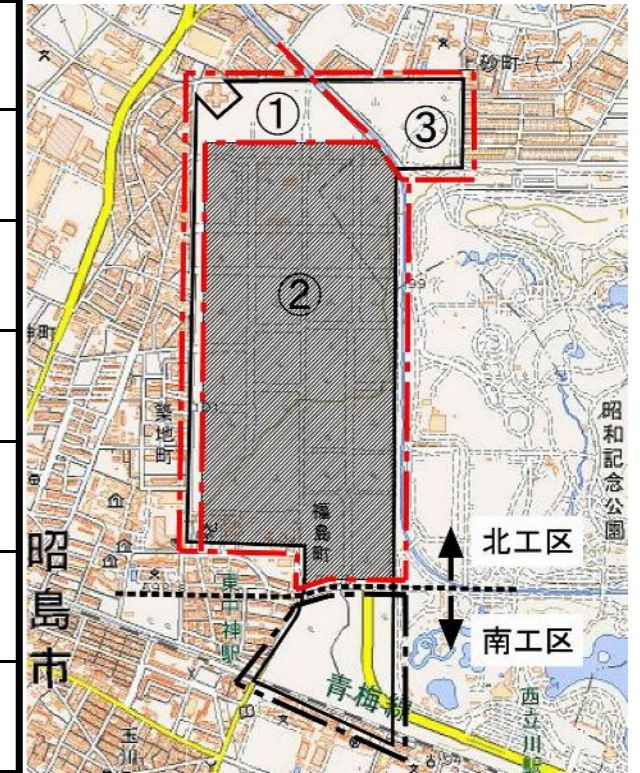 上砂町(一)
①
③
②
築地町
昭和記念公園
福島町
北工区
昭島市
東中神駅
南工区
青梅線
西立川駅
玉川